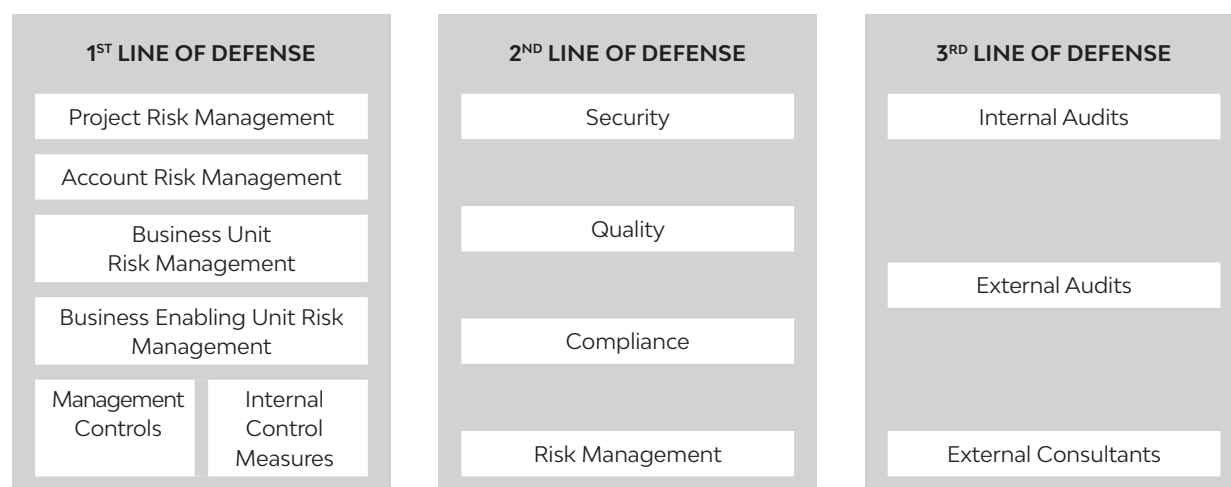 1ST LINE OF DEFENSE
Project Risk Management
Account Risk Management
Business Unit
Risk Management
Business Enabling Unit Risk
Management
Management
Controls
Internal
Control
Measures
2ND LINE OF DEFENSE
Security
Quality
Compliance
Risk Management
3RD LINE OF DEFENSE
Internal Audits
External Audits
External Consultants